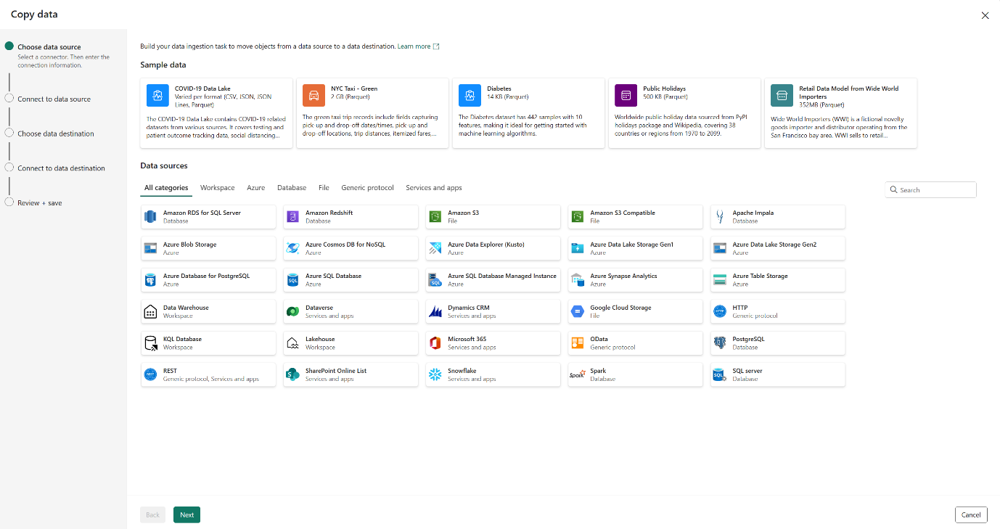 Copy data
Choose data source
Select a connector. Then enter the
connection information.
Connect to data source
Choose data destination
Connect to data destination
Review + save
Build your data ingestion task to move objects from a data source to a data destination. Learn more
Sample data
COVID-19 Data Lake
Varied per format (CSV, JSON, JSON
Lines, Parquet)
The COVID-19 Data Lake contains COVID-19 related
datasets from various sources. It covers testing and
patient outcome tracking data, social distancing...
NYC Taxi - Green
2 GB (Parquet)
The green taxi trip records include fields capturing
pick-up and drop-off dates/times, pick-up and
drop-off locations, trip distances, itemized fares,...
Diabetes
14 KB (Parquet)
The Diabetes dataset has 442 samples with 10
features, making it ideal for getting started with
machine learning algorithms.
Public Holidays
500 KB (Parquet)
Worldwide public holiday data sourced from PyPI
holidays package and Wikipedia, covering 38
countries or regions from 1970 to 2099.
Retail Data Model from Wide World
Importers
352MB (Parquet)
Wide World Importers (WWI) is a fictional novelty
goods importer and distributor operating from the
San Francisco bay area. WWI sells to retail...
Data sources
All categories Workspace Azure Database File Generic protocol Services and apps
Search
Amazon RDS for SQL Server
Database
Amazon Redshift
Database
Amazon S3
File
Amazon S3 Compatible
File
Apache Impala
Database
Azure Blob Storage
Azure
Azure Cosmos DB for NoSQL
Azure
Azure Data Explorer (Kusto)
Azure
Azure Data Lake Storage Gen1
Azure
Azure Data Lake Storage Gen2
Azure
Azure Database for PostgreSQL
Azure
SQL
Azure SQL Database
Azure
SQL
Azure SQL Database Managed Instance
Azure
Azure Synapse Analytics
Azure
Azure Table Storage
Azure
Data Warehouse
Workspace
Dataverse
Services and apps
Dynamics CRM
Services and apps
Google Cloud Storage
File
HTTP
HTTP
Generic protocol
KQL Database
Workspace
Lakehouse
Workspace
Microsoft 365
Services and apps
OData
Generic protocol
PostgreSQL
Database
REST
REST
Generic protocol, Services and apps
S
SharePoint Online List
Services and apps
Snowflake
Services and apps
Spark
Spark
Database
SQL
SQL server
Database
Back
Next
Cancel